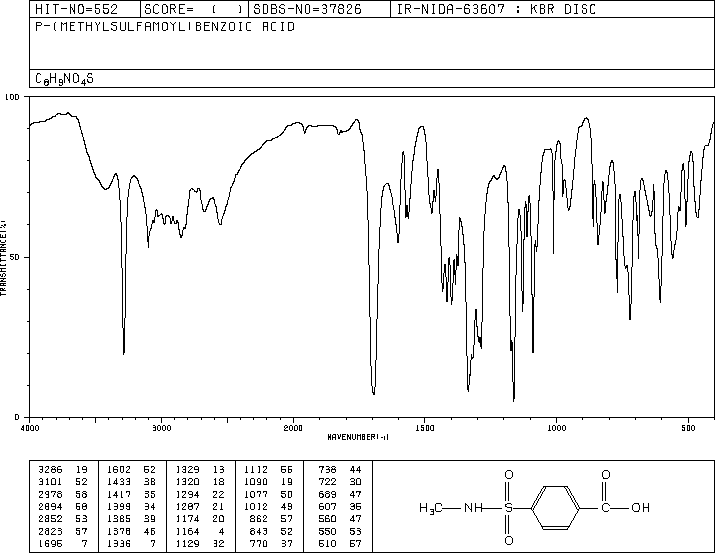 HIT-NO=552 SCORE= ( ) SDBS-NO=37826 IR-NIDA-63607 : KBR DISC
P-(METHYLSULFAMOYL)BENZOIC ACID
C8H9NO4S
100
50
0
TRANSMITTANCE(%)
4000 3000 2000 1500 1000 500
WAVENUMBER(-1)
3286 19 1602 52 1329 13 1112 55 738 44
3101 52 1433 38 1320 18 1090 19 722 30
2978 58 1417 35 1294 22 1077 50 689 47
2894 58 1399 34 1287 21 1012 49 607 35
2852 53 1385 39 1174 20 862 57 560 47
2823 57 1378 46 1164 4 843 52 550 53
1695 7 1336 7 1129 32 770 37 510 57
O O
H3C NH S C OH
O